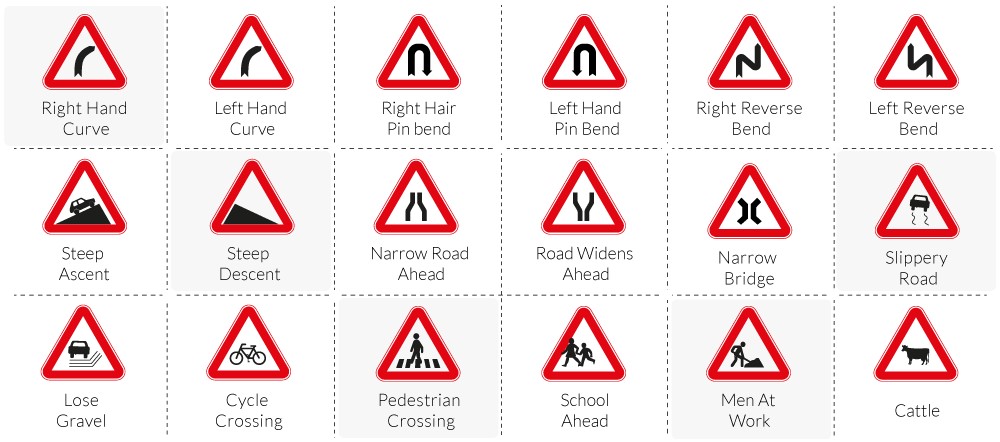 Right Hand
Curve
Left Hand
Curve
Right Hair
Pin bend
Left Hand
Pin Bend
Right Reverse
Bend
Left Reverse
Bend
Steep
Ascent
Steep
Descent
Narrow Road
Ahead
Road Widens
Ahead
Narrow
Bridge
Slippery
Road
Lose
Gravel
Cycle
Crossing
Pedestrian
Crossing
School
Ahead
Men At
Work
Cattle